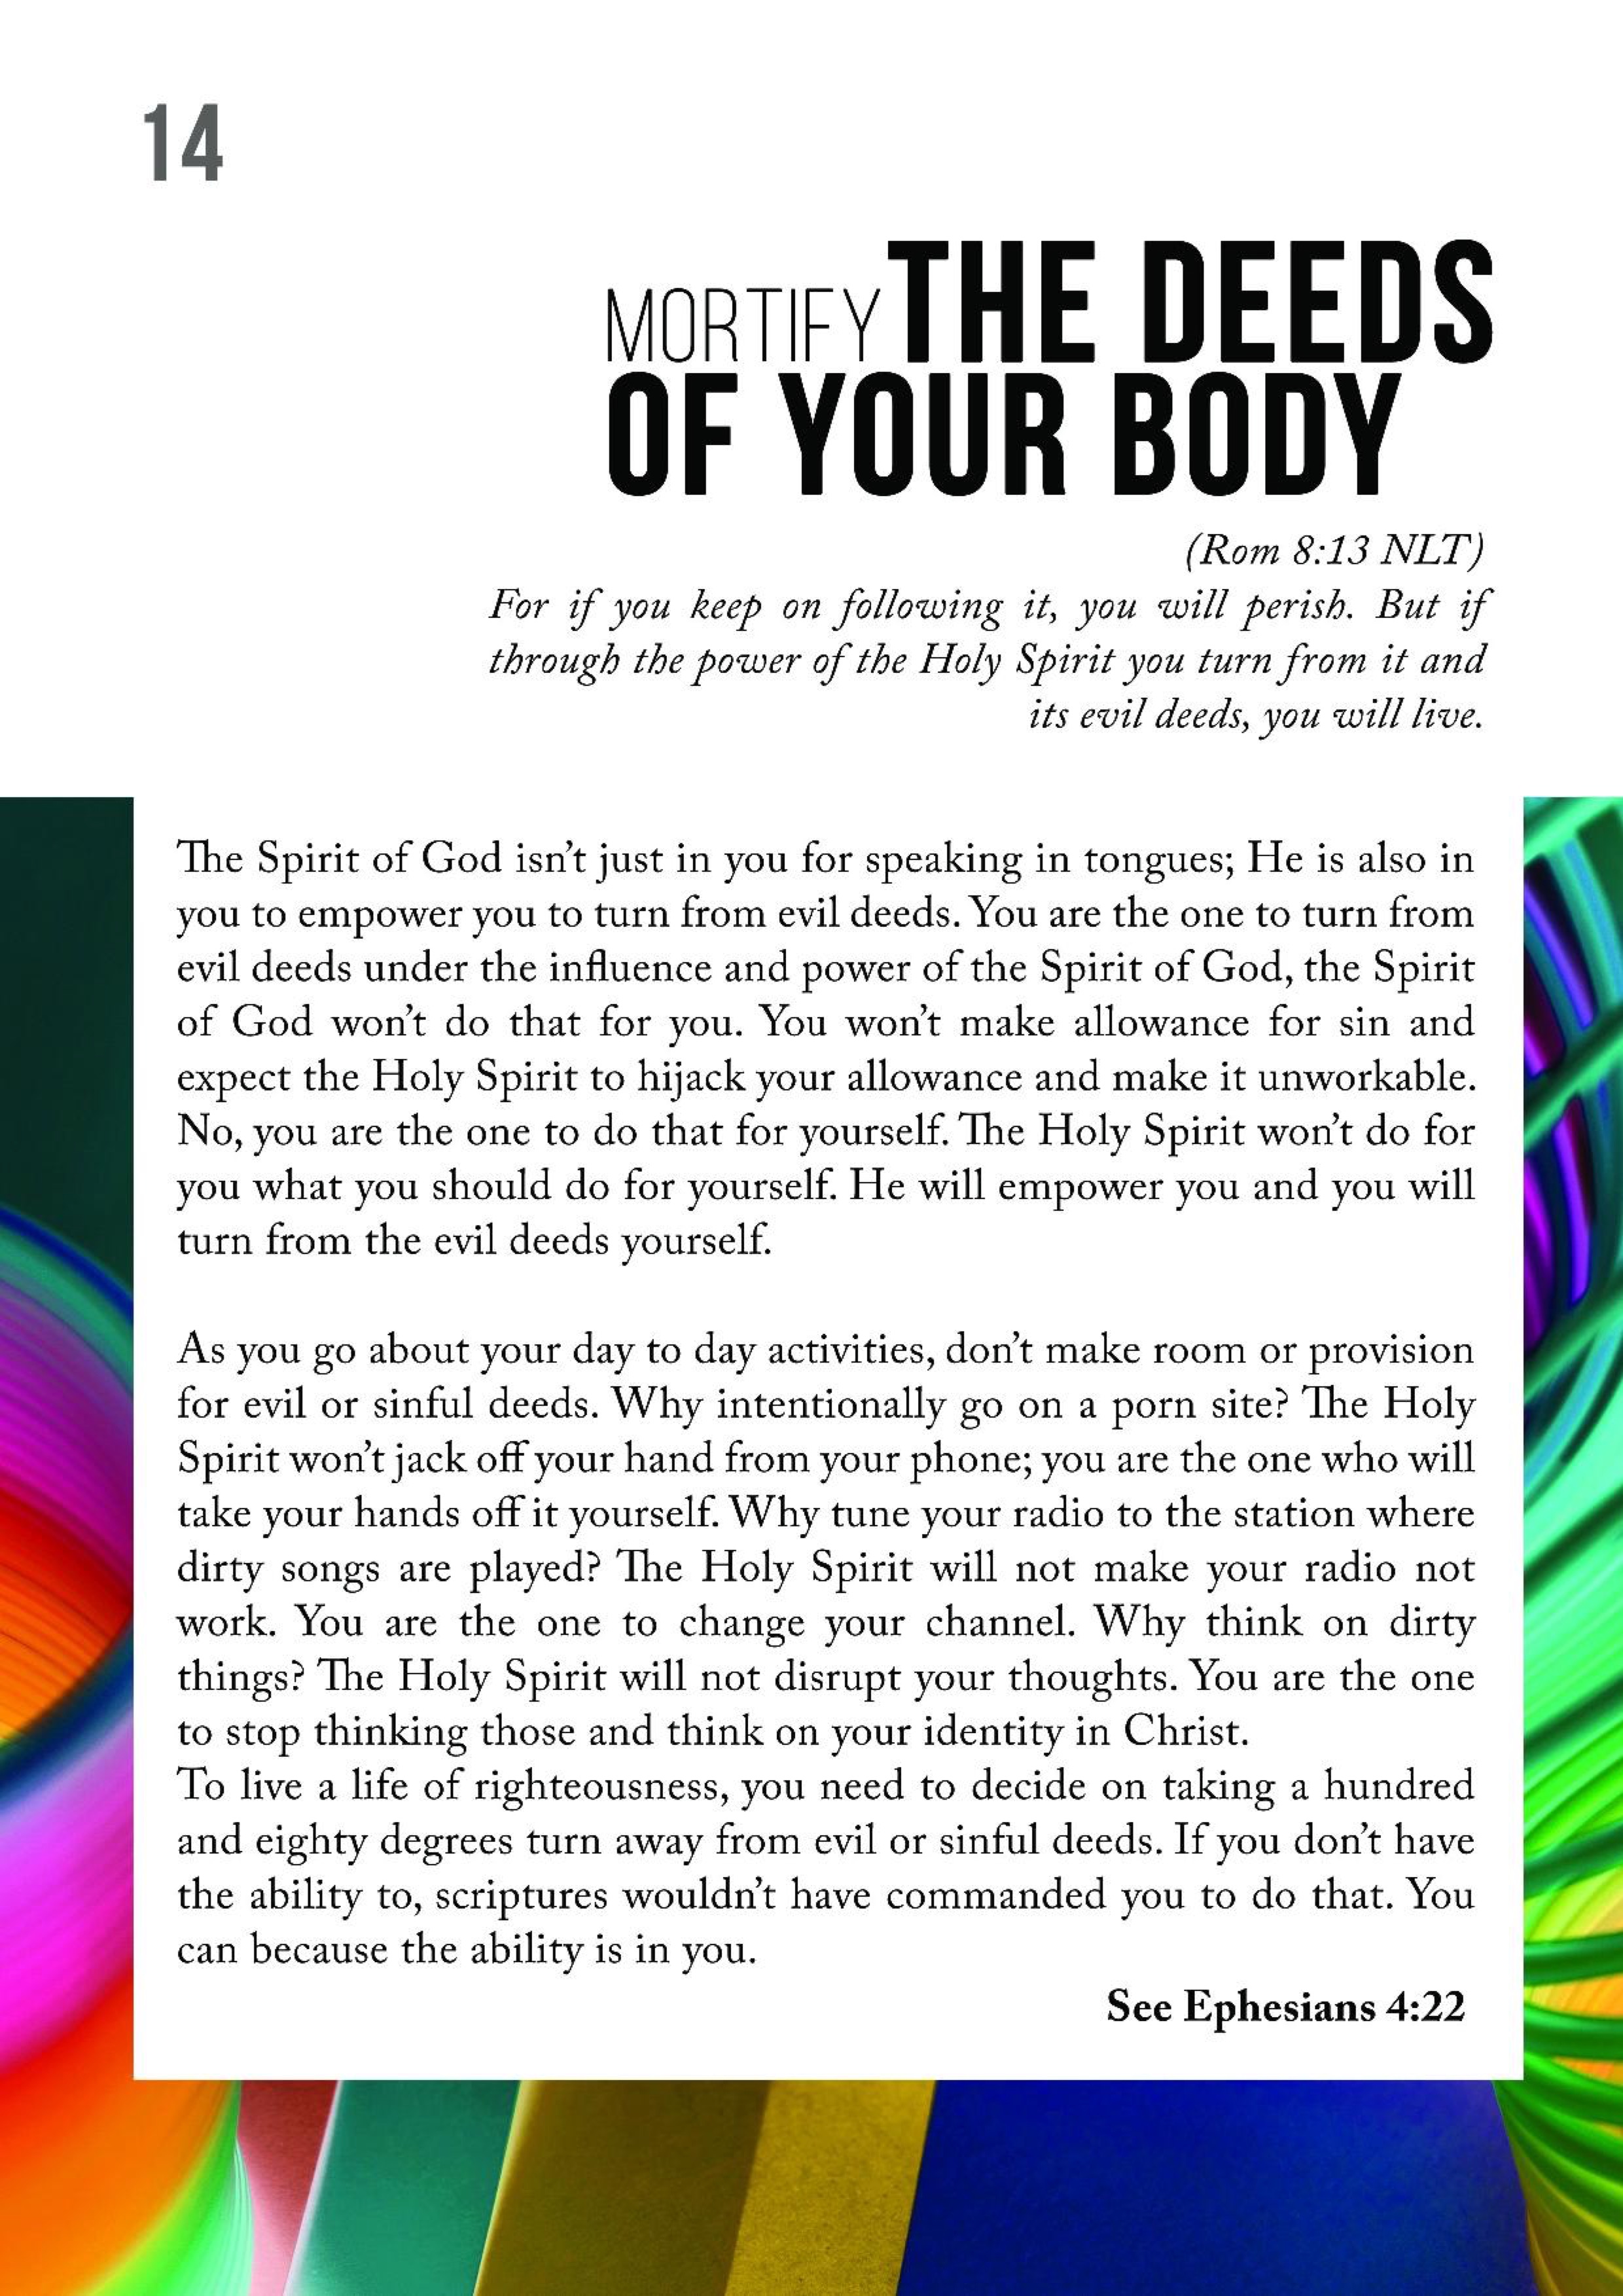 14
MORTIFY THE DEEDS
OF YOUR BODY
(Rom 8:13 NLT)
For if you keep on following it, you will perish. But if
through the power of the Holy Spirit you turn from it and
its evil deeds, you will live.
The Spirit of God isn't just in you for speaking in tongues; He is also in
you to empower you to turn from evil deeds. You are the one to turn from
evil deeds under the influence and power of the Spirit of God, the Spirit
of God won't do that for you. You won't make allowance for sin and
expect the Holy Spirit to hijack your allowance and make it unworkable.
No, you are the one to do that for yourself. The Holy Spirit won't do for
you what you should do for yourself. He will empower you and you will
turn from the evil deeds yourself.
As you go about your day to day activities, don't make room or provision
for evil or sinful deeds. Why intentionally go on a porn site? The Holy
Spirit won't jack off your hand from your phone; you are the one who will
take your hands off it yourself. Why tune your radio to the station where
dirty songs are played? The Holy Spirit will not make your radio not
work. You are the one to change your channel. Why think on dirty
things? The Holy Spirit will not disrupt your thoughts. You are the one
to stop thinking those and think on your identity in Christ.
To live a life of righteousness, you need to decide on taking a hundred
and eighty degrees turn away from evil or sinful deeds. If you don't have
the ability to, scriptures wouldn't have commanded you to do that. You
can because the ability is in you.
See Ephesians 4:22